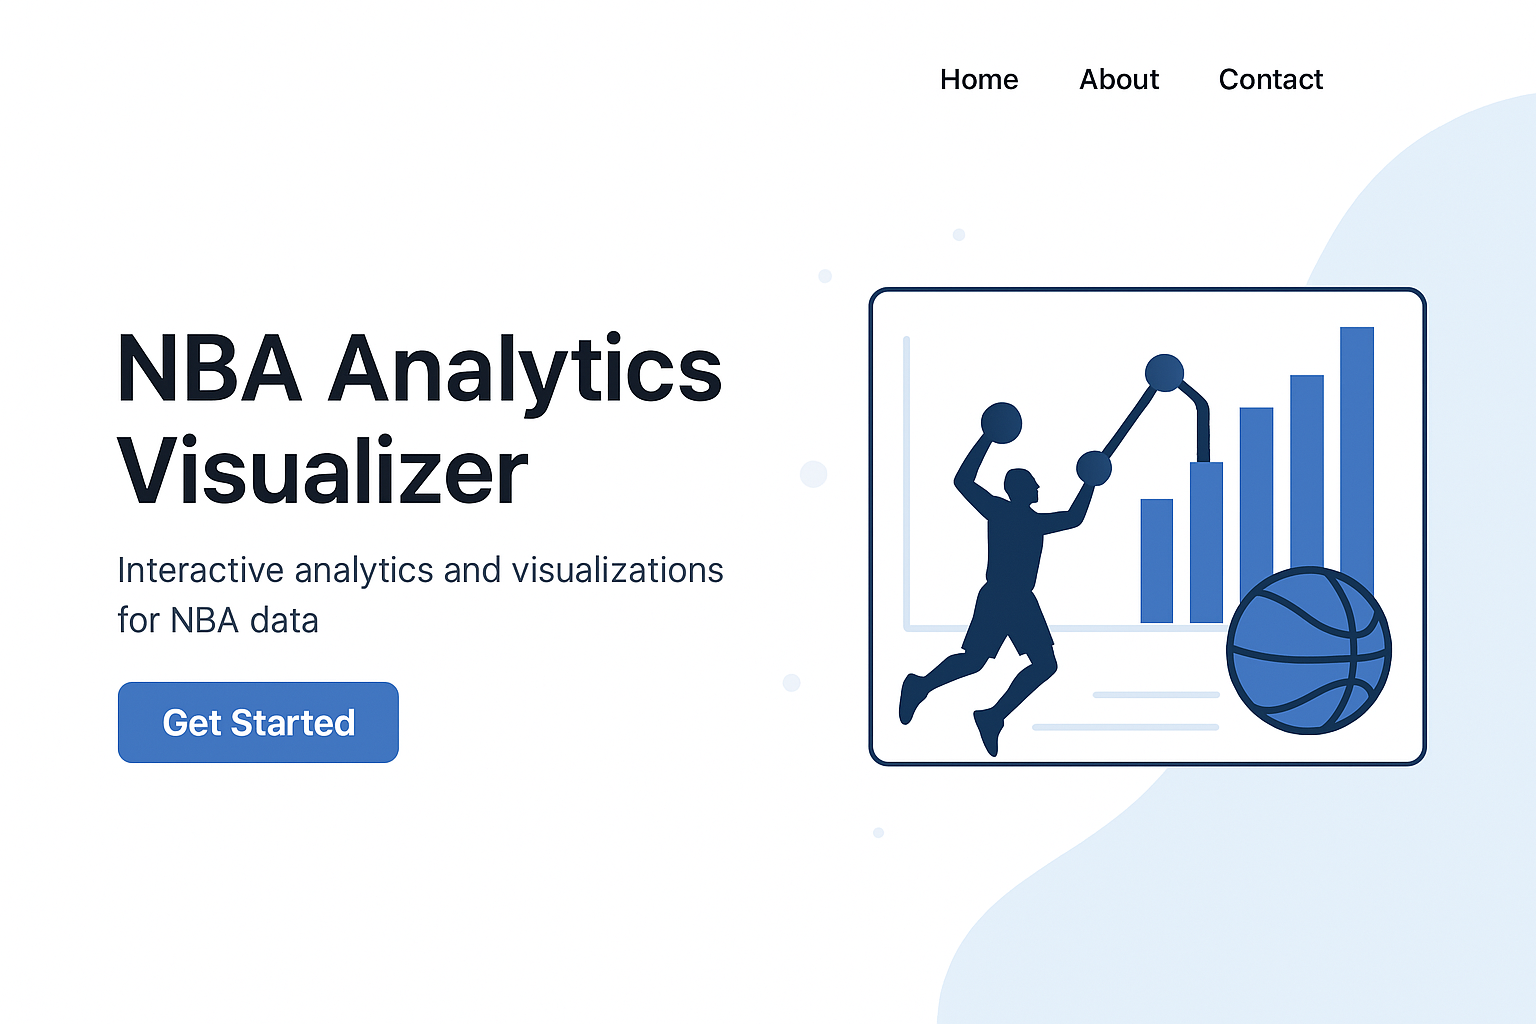 Home About Contact
NBA Analytics
Visualizer
Interactive analytics and visualizations
for NBA data
Get Started